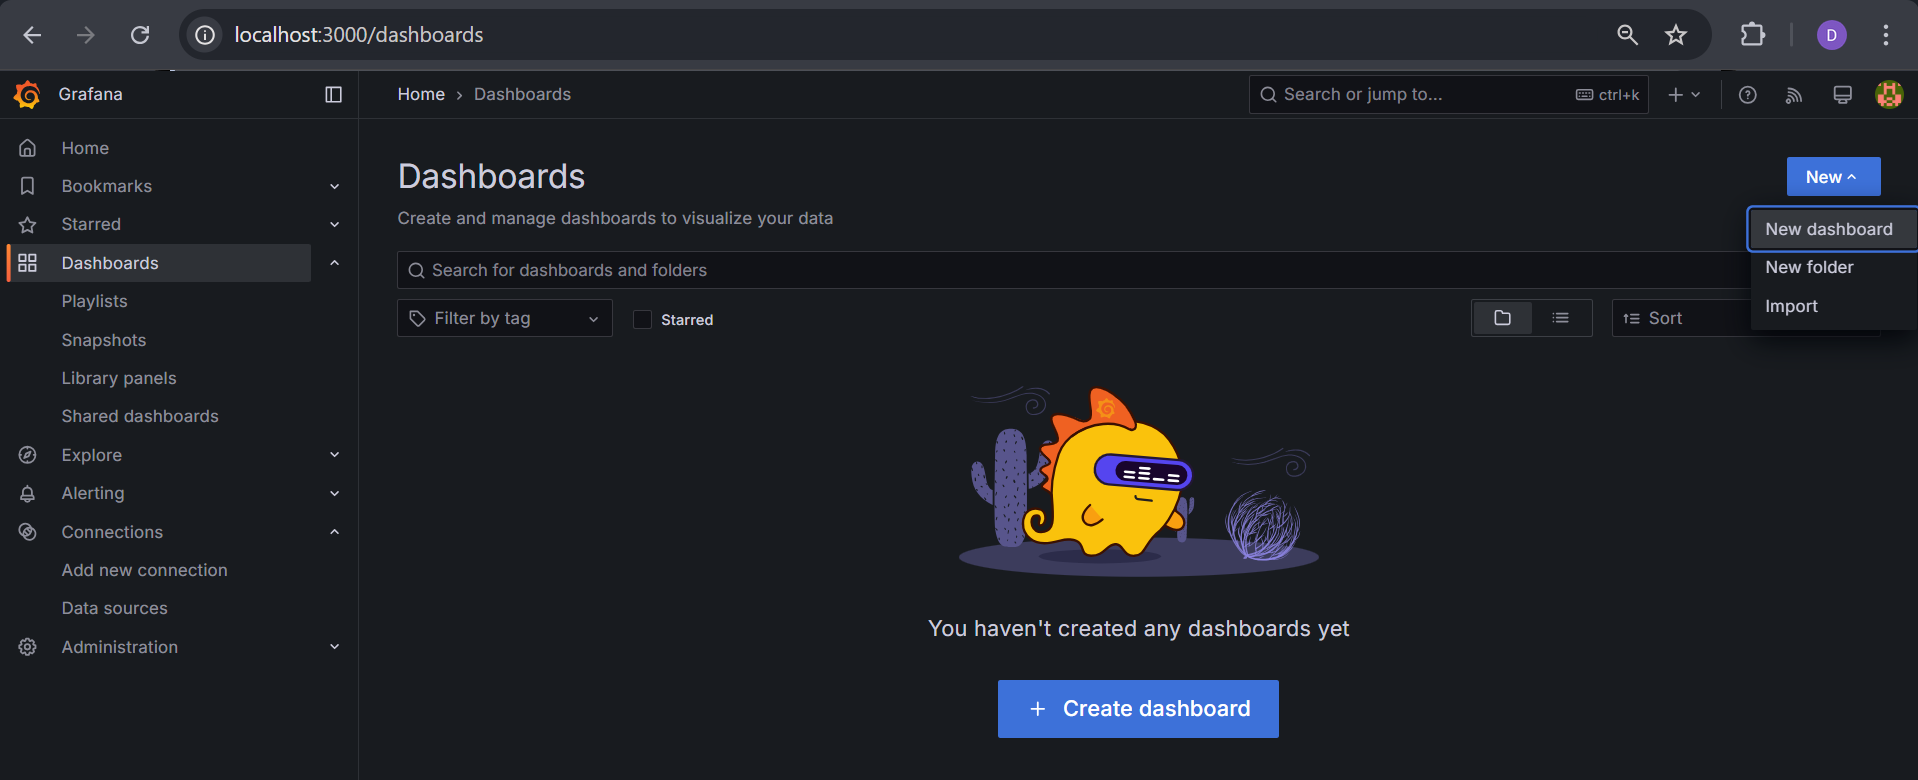 localhost:3000/dashboards
D
Grafana
Home › Dashboards
Search or jump to...
ctrl+k
Home
Bookmarks
Starred
Dashboards
Playlists
Snapshots
Library panels
Shared dashboards
Explore
Alerting
Connections
Add new connection
Data sources
Administration
Dashboards
Create and manage dashboards to visualize your data
New
New dashboard
New folder
Import
Search for dashboards and folders
Filter by tag
Starred
Sort
You haven't created any dashboards yet
+ Create dashboard